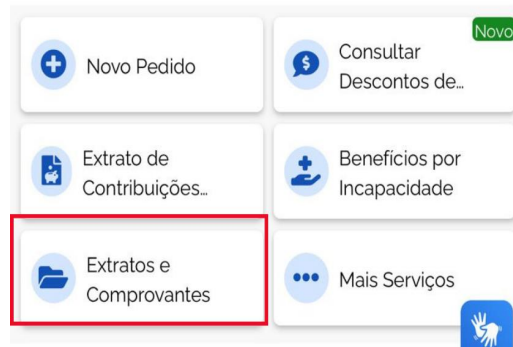 Novo
Novo Pedido
Consultar
Descontos de...
Extrato de
Contribuições...
Benefícios por
Incapacidade
Extratos e
Comprovantes
Mais Serviços